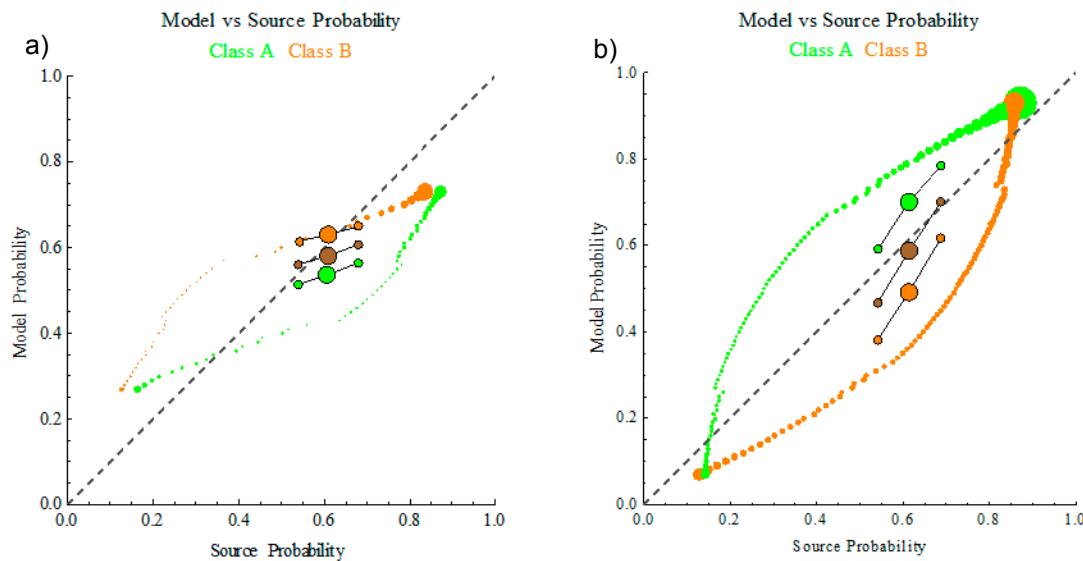 a)
Model vs Source Probability
Class A Class B
Model Probability
1.0
0.8
0.6
0.4
0.2
0.0
0.0 0.2 0.4 0.6 0.8 1.0
Source Probability
b)
Model vs Source Probability
Class A Class B
Model Probability
1.0
0.8
0.6
0.4
0.2
0.0
0.0 0.2 0.4 0.6 0.8 1.0
Source Probability